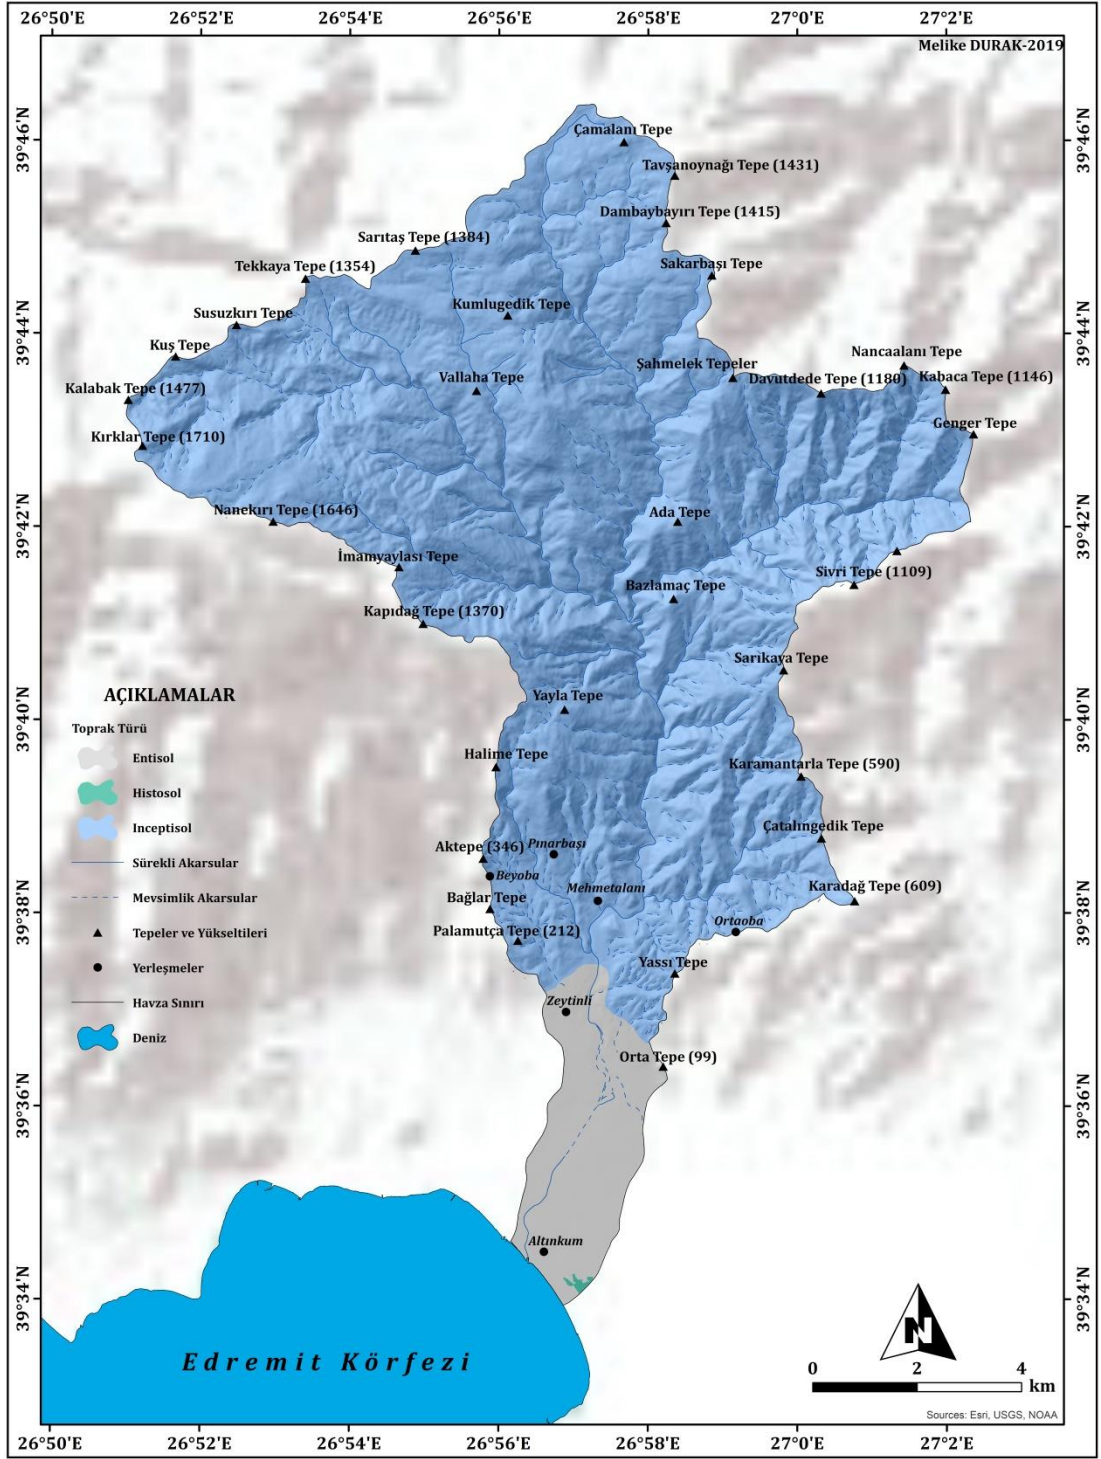 26°50'E 26°52'E 26°54'E 26°56'E 26°58'E 27°0'E 27°2'E
Melike DURAK-2019
39°46'N 39°46'N
Çamalanı Tepe
Tavşanoynağı Tepe (1431)
Dambaybayırı Tepe (1415)
Sarıtaş Tepe (1384)
Tekkaya Tepe (1354)
Sakarbaşı Tepe
Kumlugedik Tepe
Susuzkırı Tepe
39°44'N 39°44'N
Kuş Tepe
Nancaalanı Tepe
Şahmelek Tepeler
Vallaha Tepe
Davutdede Tepe (1180)
Kabaca Tepe (1146)
Kalabak Tepe (1477)
Genger Tepe
Kırklar Tepe (1710)
Nanekırı Tepe (1646)
Ada Tepe
39°42'N 39°42'N
İmamyaylası Tepe
Sivri Tepe (1109)
Bazlamaç Tepe
Kapıdağ Tepe (1370)
Sarıkaya Tepe
AÇIKLAMALAR
Yayla Tepe
39°40'N 39°40'N
Toprak Türü
Entisol
Halime Tepe
Karamantarla Tepe (590)
Histosol
Inceptisol
Çatalıngedik Tepe
Aktepe (346)
Pınarbaşı
Sürekli Akarsular
Beyoba
Mehmetalanı
Karadağ Tepe (609)
Mevsimlik Akarsular
Bağlar Tepe
39°38'N 39°38'N
Ortaoba
Tepeler ve Yükseltileri
Palamutça Tepe (212)
Yassı Tepe
Yerleşmeler
Zeytinli
Havza Sınırı
Deniz
Orta Tepe (99)
39°36'N 39°36'N
Altınkum
39°34'N 39°34'N
N
Edremit Körfezi
0 2 4
km
Sources: Esri, USGS, NOAA
26°50'E 26°52'E 26°54'E 26°56'E 26°58'E 27°0'E 27°2'E